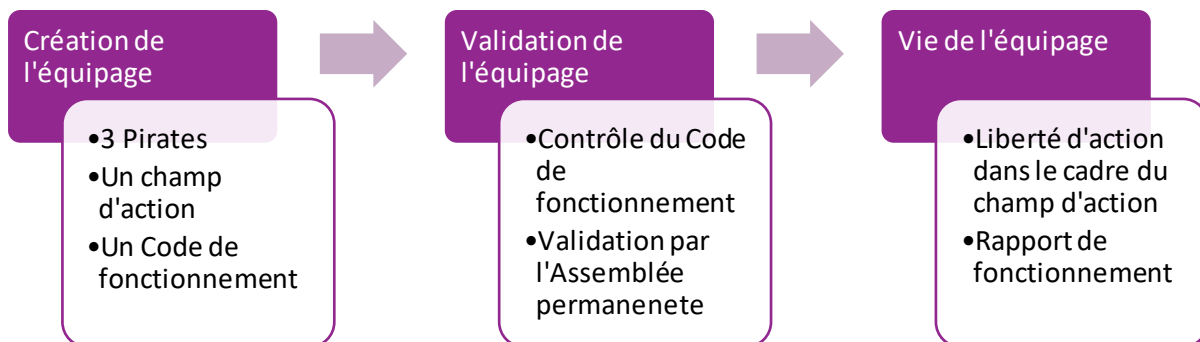 Création de
l'équipage
•3 Pirates
•Un champ
d'action
•Un Code de
fonctionnement
Validation de
l'équipage
•Contrôle du Code
de
fonctionnement
•Validation par
l'Assemblée
permanenete
Vie de l'équipage
•Liberté d'action
dans le cadre du
champ d'action
•Rapport de
fonctionnement